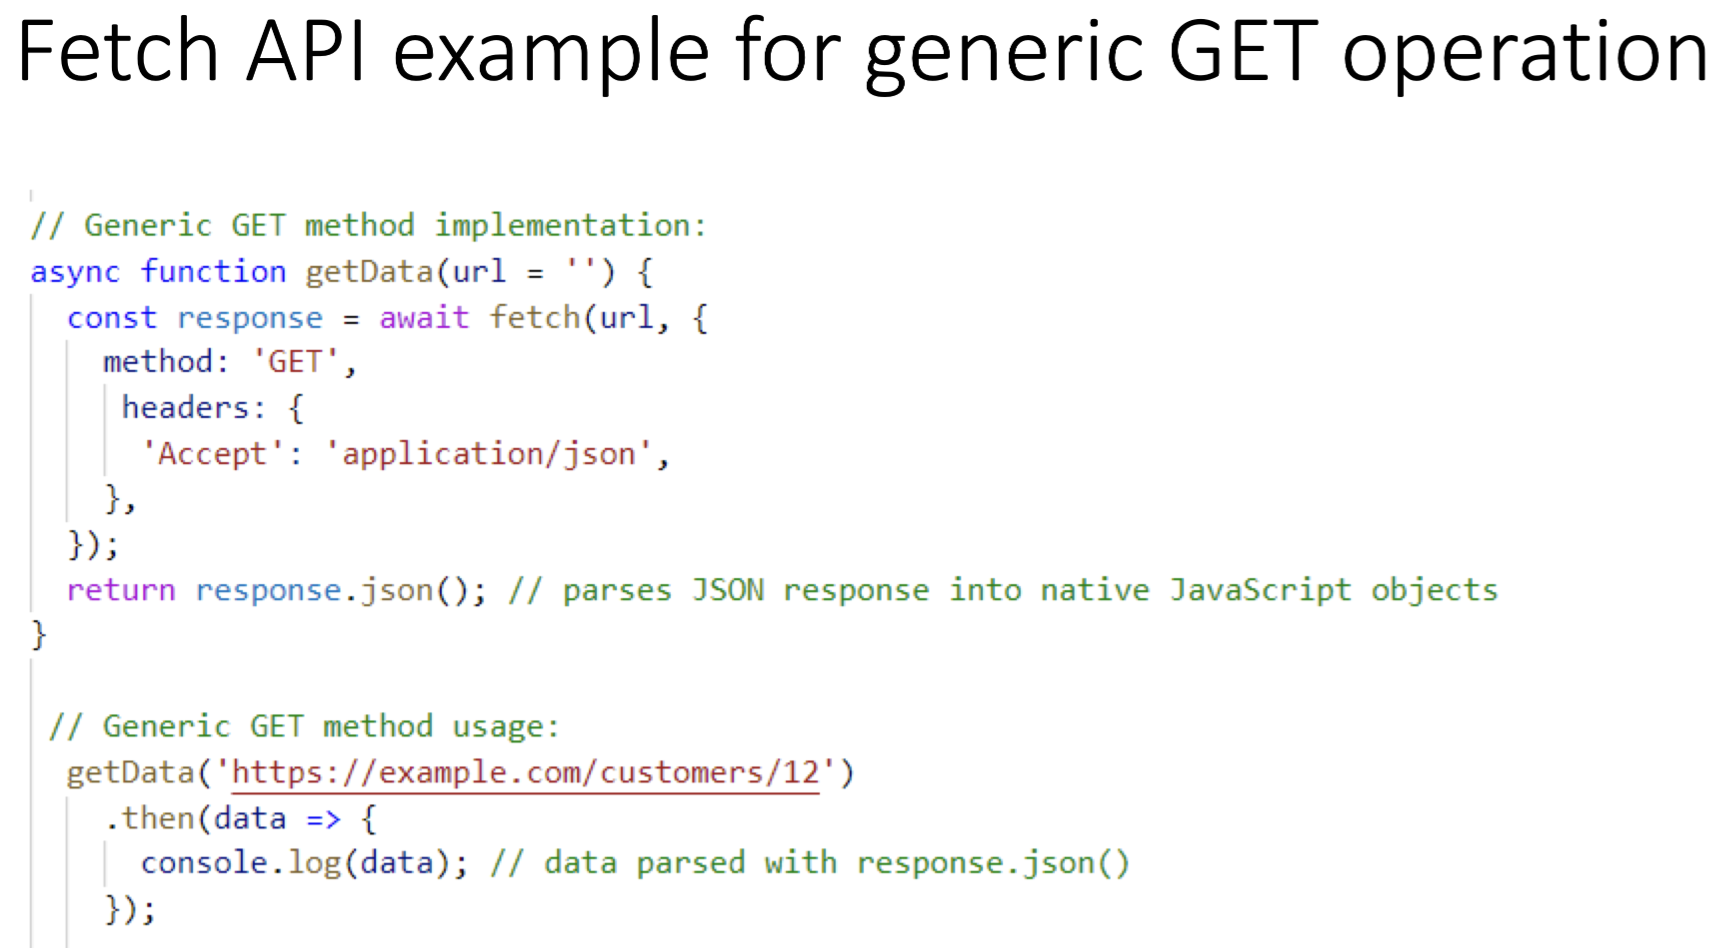 Fetch API example for generic GET operation
// Generic GET method implementation:
async function getData(url = '') {
const response = await fetch(url, {
method: 'GET',
headers: {
'Accept': 'application/json',
},
});
return response.json(); // parses JSON response into native JavaScript objects
}
// Generic GET method usage:
getData('https://example.com/customers/12')
.then(data => {
console.log(data); // data parsed with response.json()
});